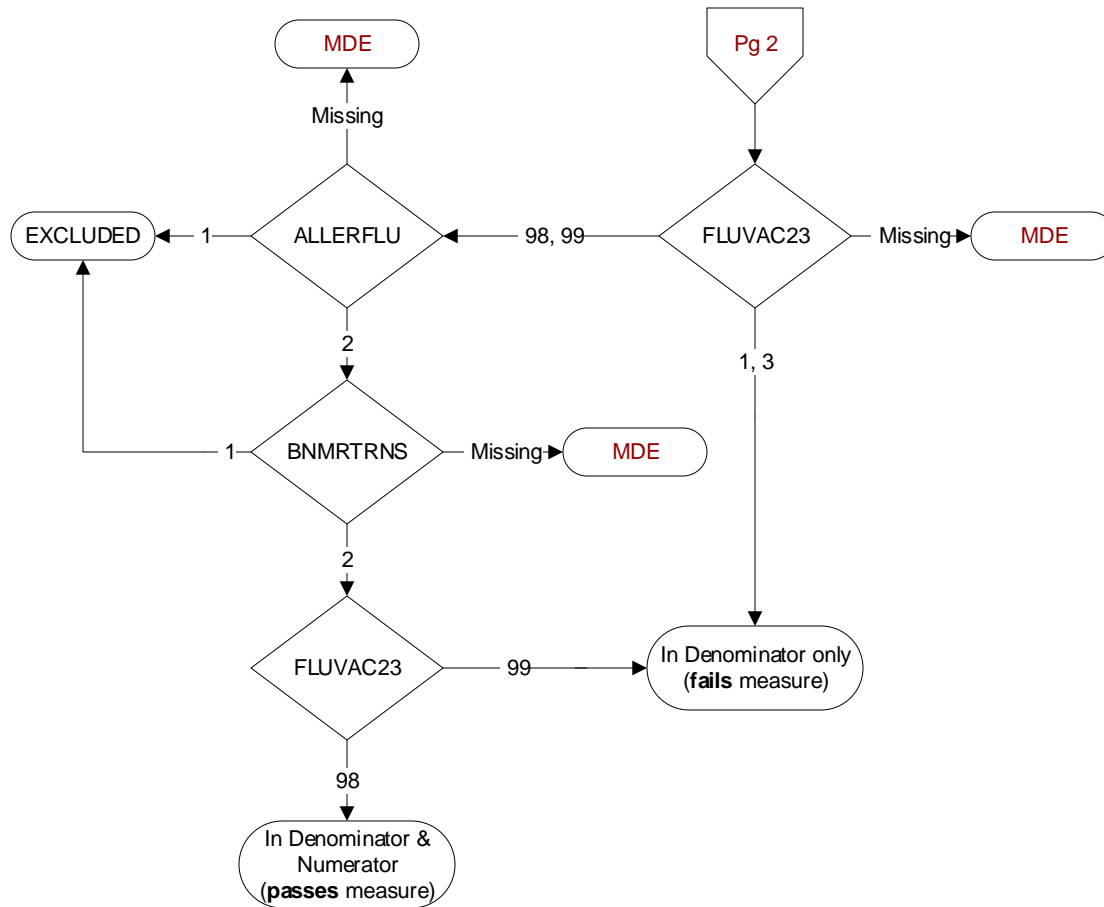 MDE
Pg 2
Missing
EXCLUDED
1
ALLERFLU
98, 99
FLUVAC23
Missing
MDE
2
1, 3
1
BNMRTRNS
Missing
MDE
2
FLUVAC23
99
In Denominator only
(fails measure)
98
In Denominator &
Numerator
(passes measure)